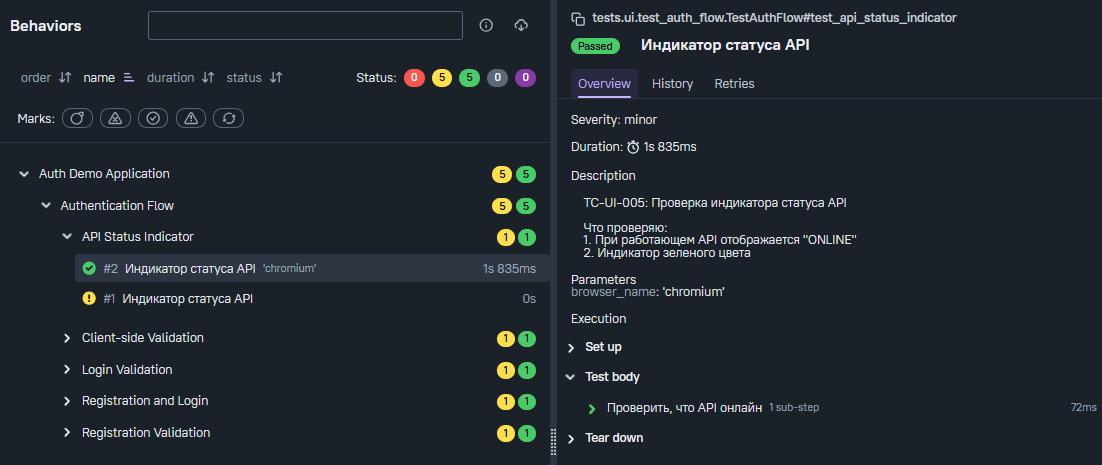 Behaviors
order name duration status Status: 0 5 5 0 0
Marks:
Auth Demo Application 5 5
Authentication Flow 5 5
API Status Indicator 1 1
#2 Индикатор статуса API 'chromium' 1s 835ms
#1 Индикатор статуса API 0s
Client-side Validation 1 1
Login Validation 1 1
Registration and Login 1 1
Registration Validation 1 1
tests.ui.test_auth_flow.TestAuthFlow#test_api_status_indicator
Passed Индикатор статуса API
Overview History Retries
Severity: minor
Duration: 1s 835ms
Description
TC-UI-005: Проверка индикатора статуса API
Что проверяю:
1. При работающем API отображается "ONLINE"
2. Индикатор зеленого цвета
Parameters
browser_name: 'chromium'
Execution
Set up
Test body
Проверить, что API онлайн 1 sub-step 72ms
Tear down